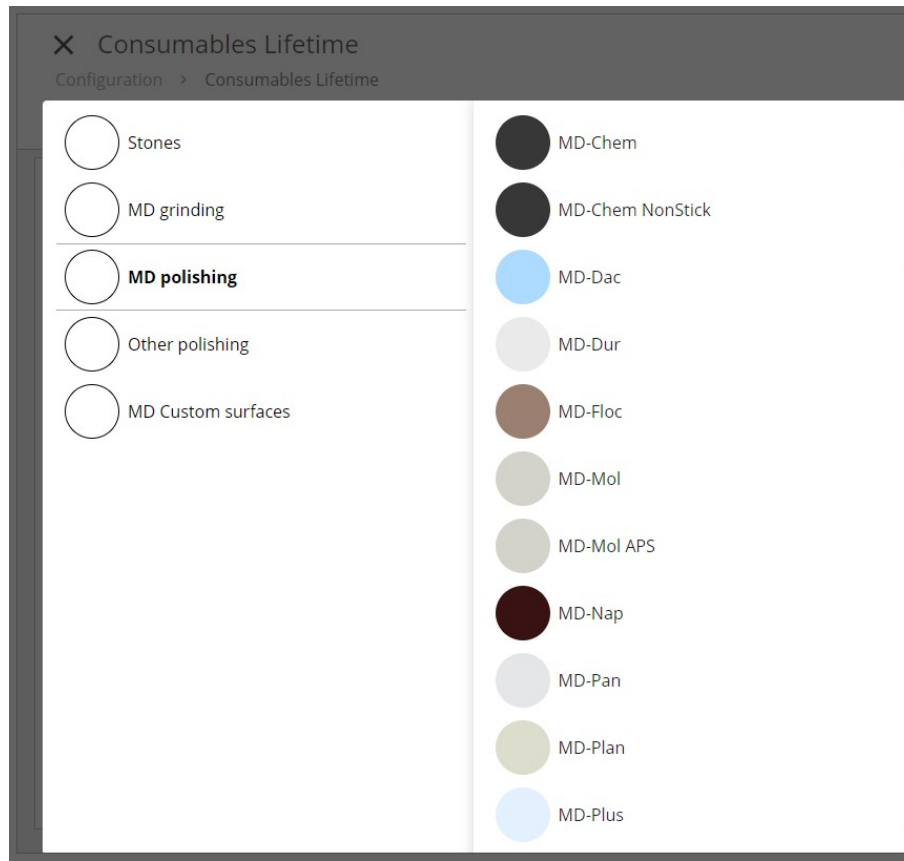 Consumables Lifetime
Configuration > Consumables Lifetime
Stones
MD grinding
MD polishing
Other polishing
MD Custom surfaces
MD-Chem
MD-Chem NonStick
MD-Dac
MD-Dur
MD-Floc
MD-Mol
MD-Mol APS
MD-Nap
MD-Pan
MD-Plan
MD-Plus